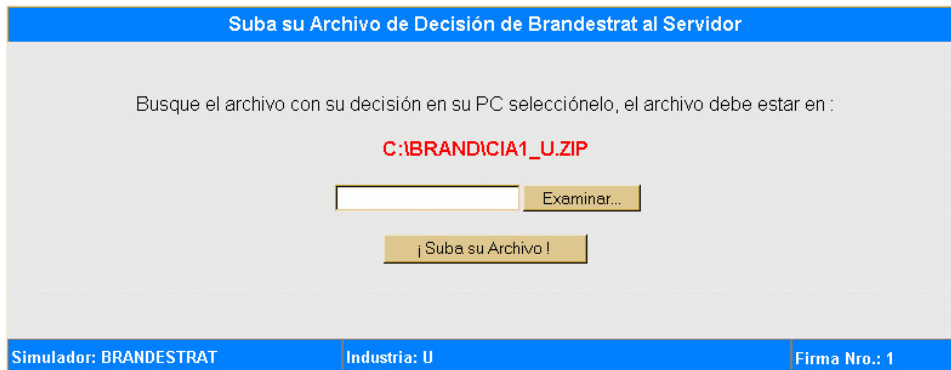 Suba su Archivo de Decisión de Brandestrat al Servidor
Busque el archivo con su decisión en su PC selecciónelo, el archivo debe estar en :
C:\BRAND\CIA1_U.ZIP
Examinar...
¡ Suba su Archivo !
Simulador: BRANDESTRAT Industria: U Firma Nro.: 1